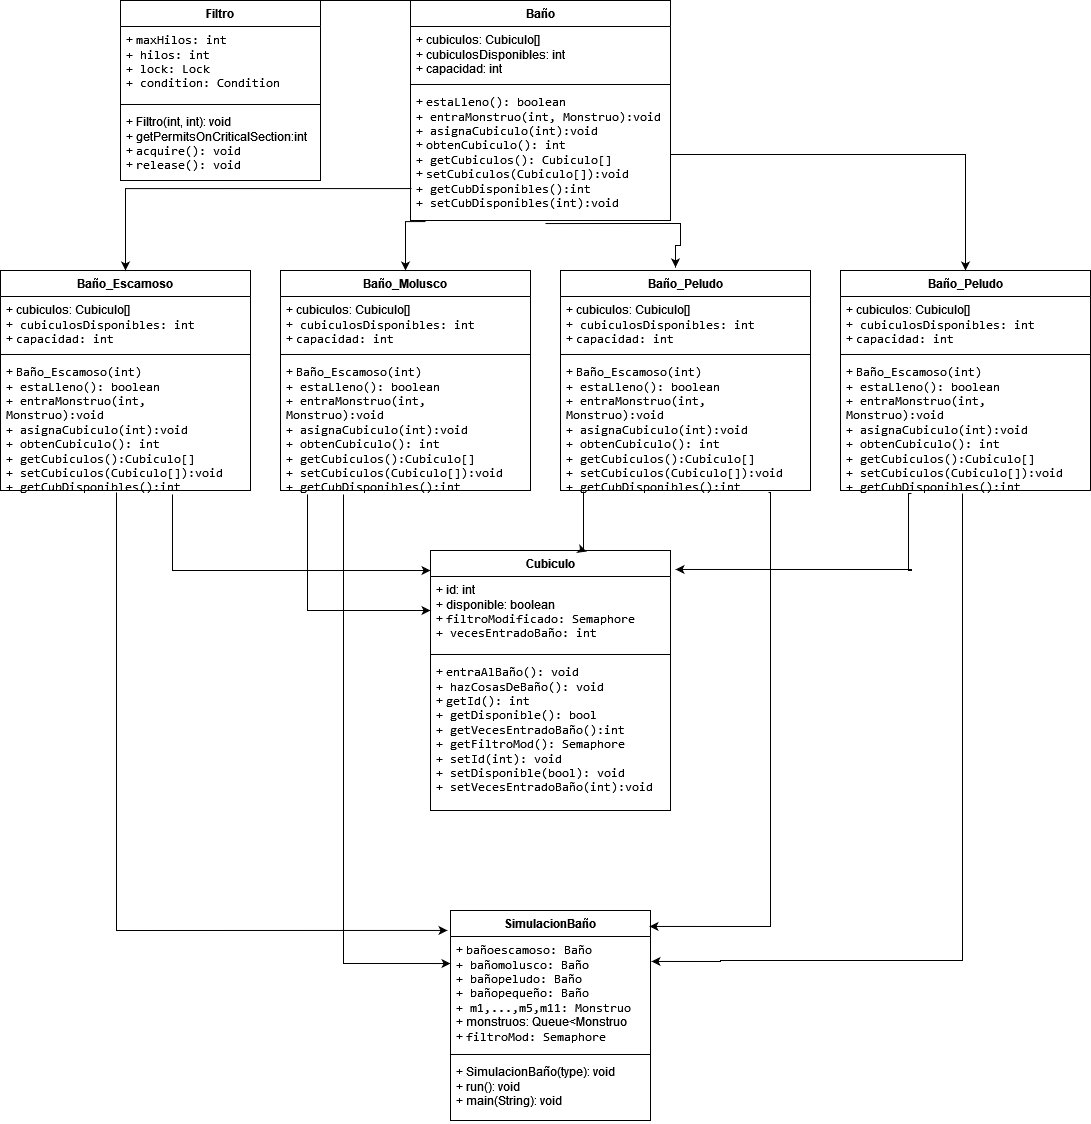 Filtro
+ maxHilos: int
+ hilos: int
+ lock: Lock
+ condition: Condition
+ Filtro(int, int): void
+ getPermitsOnCriticalSection:int
+ acquire(): void
+ release(): void
Baño
+ cubiculos: Cubiculo[]
+ cubiculosDisponibles: int
+ capacidad: int
+ estaLleno(): boolean
+ entraMonstruo(int, Monstruo):void
+ asignaCubiculo(int):void
+ obtenCubiculo(): int
+ getCubiculos(): Cubiculo[]
+ setCubiculos(Cubiculo[]):void
+ getCubDisponibles():int
+ setCubDisponibles(int):void
Baño_Escamoso
+ cubiculos: Cubiculo[]
+ cubiculosDisponibles: int
+ capacidad: int
+ Baño_Escamoso(int)
+ estaLleno(): boolean
+ entraMonstruo(int,
Monstruo):void
+ asignaCubiculo(int):void
+ obtenCubiculo(): int
+ getCubiculos():Cubiculo[]
+ setCubiculos(Cubiculo[]):void
+ getCubDisponibles():int
Baño_Molusco
+ cubiculos: Cubiculo[]
+ cubiculosDisponibles: int
+ capacidad: int
+ Baño_Escamoso(int)
+ estaLleno(): boolean
+ entraMonstruo(int,
Monstruo):void
+ asignaCubiculo(int):void
+ obtenCubiculo(): int
+ getCubiculos():Cubiculo[]
+ setCubiculos(Cubiculo[]):void
+ getCubDisponibles():int
Baño_Peludo
+ cubiculos: Cubiculo[]
+ cubiculosDisponibles: int
+ capacidad: int
+ Baño_Escamoso(int)
+ estaLleno(): boolean
+ entraMonstruo(int,
Monstruo):void
+ asignaCubiculo(int):void
+ obtenCubiculo(): int
+ getCubiculos():Cubiculo[]
+ setCubiculos(Cubiculo[]):void
+ getCubDisponibles():int
Baño_Peludo
+ cubiculos: Cubiculo[]
+ cubiculosDisponibles: int
+ capacidad: int
+ Baño_Escamoso(int)
+ estaLleno(): boolean
+ entraMonstruo(int,
Monstruo):void
+ asignaCubiculo(int):void
+ obtenCubiculo(): int
+ getCubiculos():Cubiculo[]
+ setCubiculos(Cubiculo[]):void
+ getCubDisponibles():int
Cubiculo
+ id: int
+ disponible: boolean
+ filtroModificado: Semaphore
+ vecesEntradoBaño: int
+ entraAlBaño(): void
+ hazCosasDeBaño(): void
+ getId(): int
+ getDisponible(): bool
+ getVecesEntradoBaño():int
+ getFiltroMod(): Semaphore
+ setId(int): void
+ setDisponible(bool): void
+ setVecesEntradoBaño(int):void
SimulacionBaño
+ bañoescamoso: Baño
+ bañomolusco: Baño
+ bañopeludo: Baño
+ bañopequeño: Baño
+ m1,...,m5,m11: Monstruo
+ monstruos: Queue<Monstruo
+ filtroMod: Semaphore
+ SimulacionBaño(type): void
+ run(): void
+ main(String): void